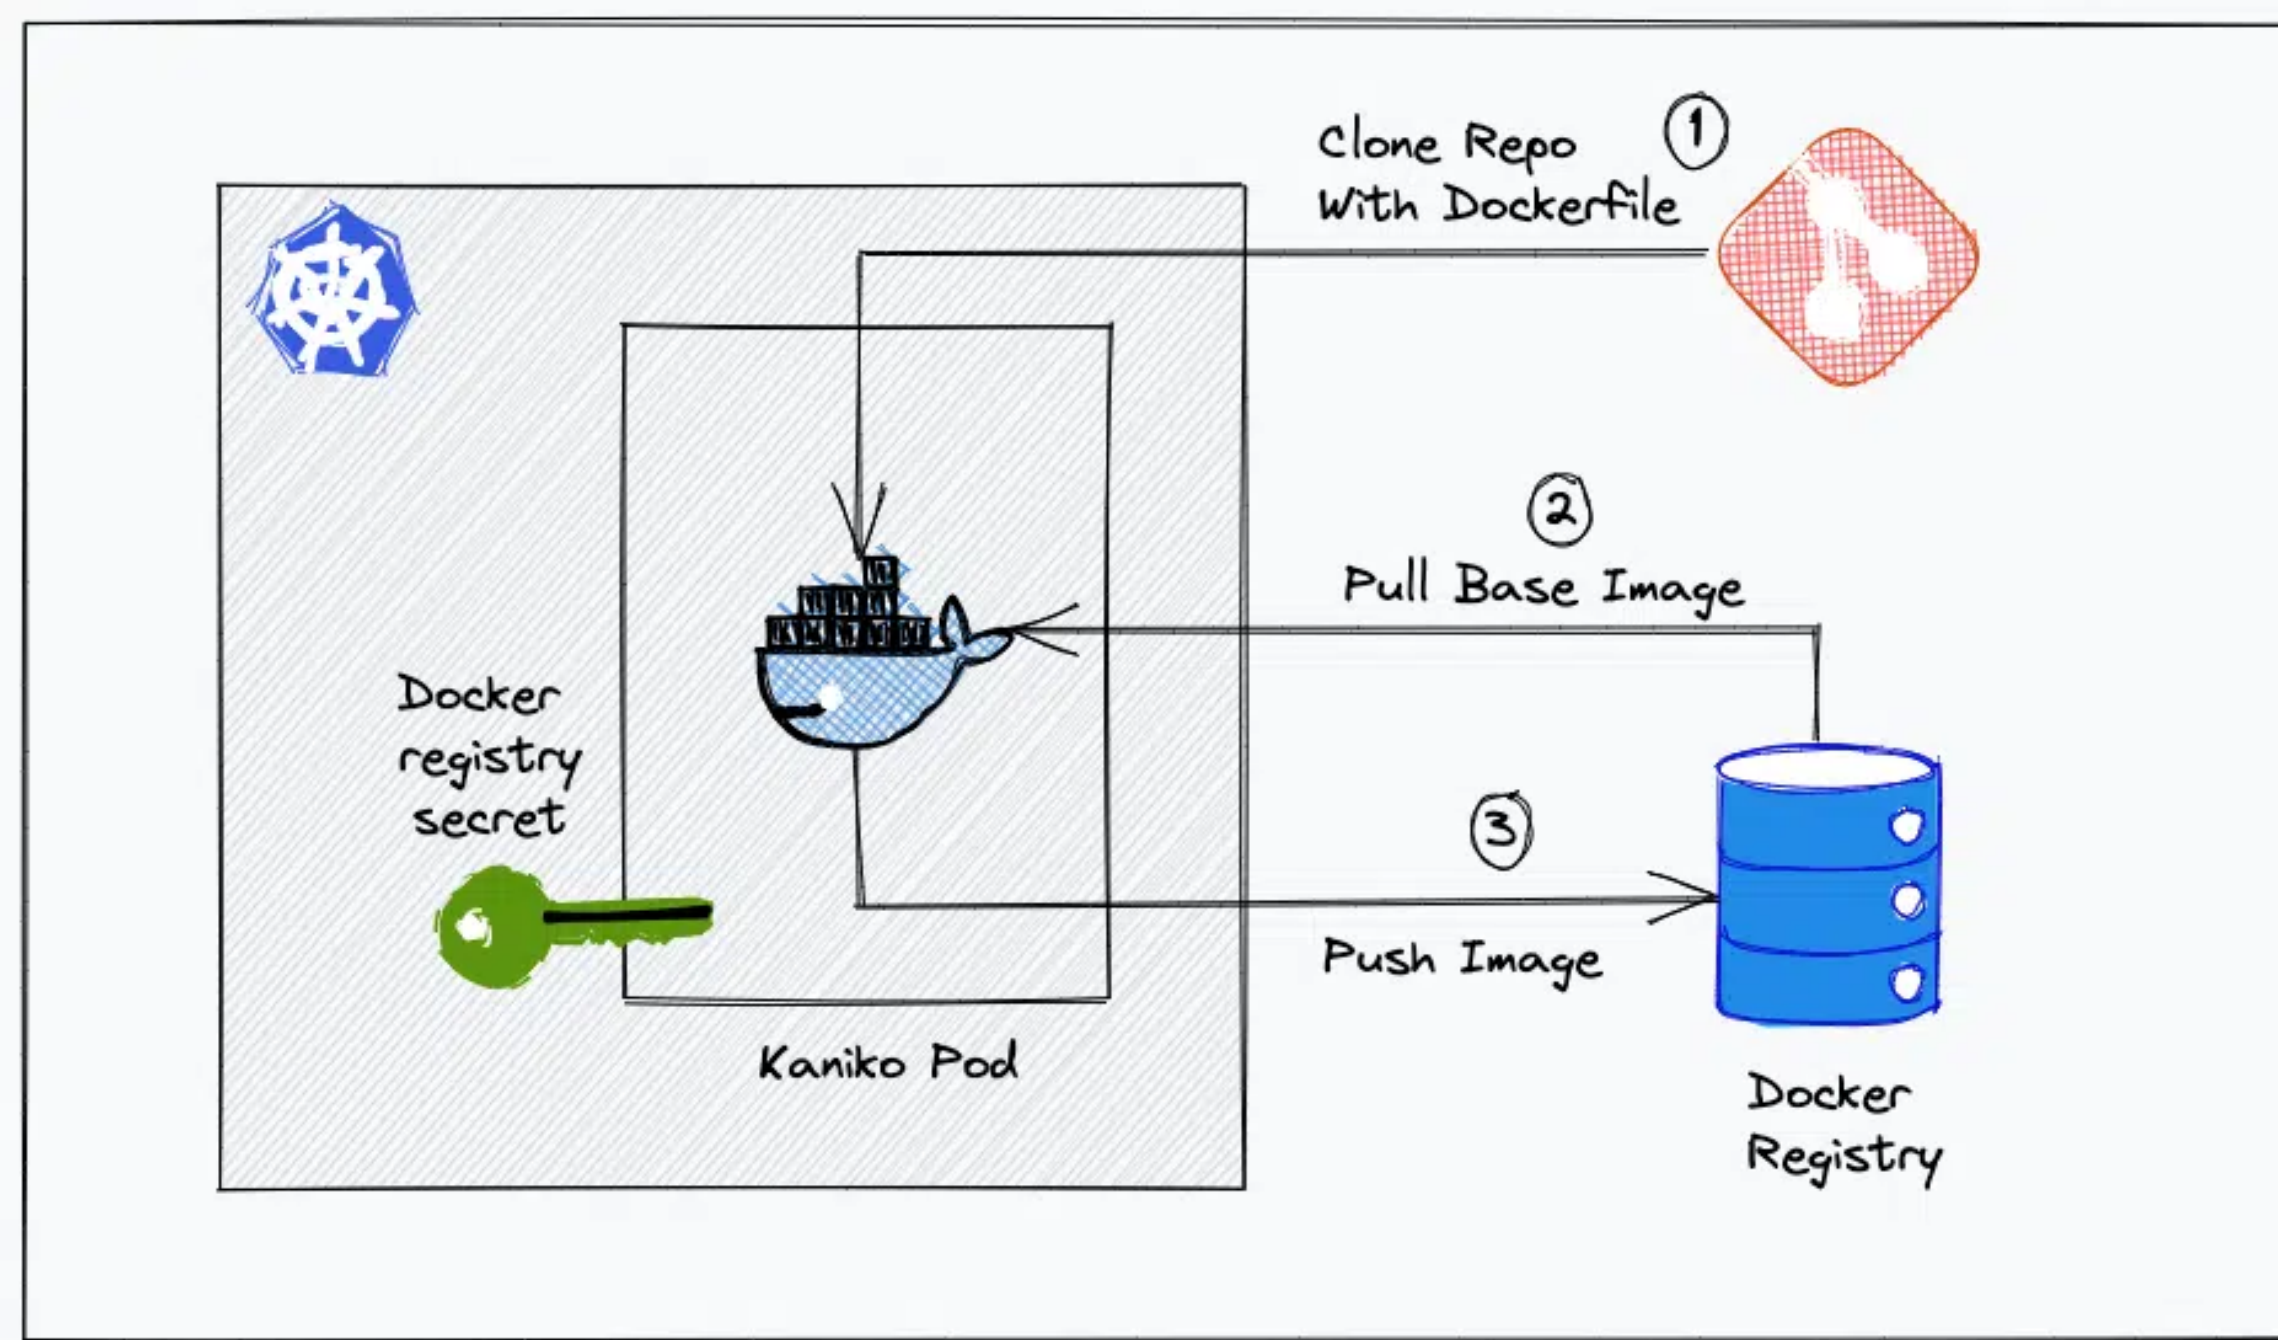 Clone Repo
With Dockerfile
1
2
Pull Base Image
Docker
registry
secret
3
Push Image
Kaniko Pod
Docker
Registry